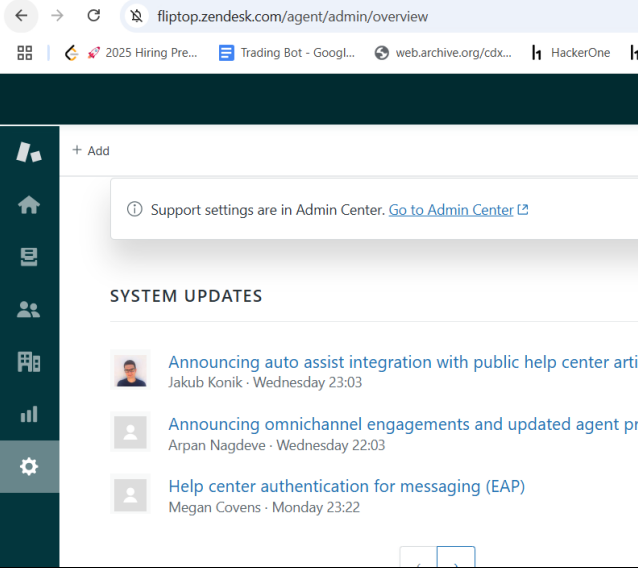 fliptop.zendesk.com/agent/admin/overview
2025 Hiring Pre... Trading Bot - Googl... web.archive.org/cdx... HackerOne
+ Add
Support settings are in Admin Center. Go to Admin Center
SYSTEM UPDATES
Announcing auto assist integration with public help center arti
Jakub Konik · Wednesday 23:03
Announcing omnichannel engagements and updated agent pr
Arpan Nagdeve · Wednesday 22:03
Help center authentication for messaging (EAP)
Megan Covens · Monday 23:22